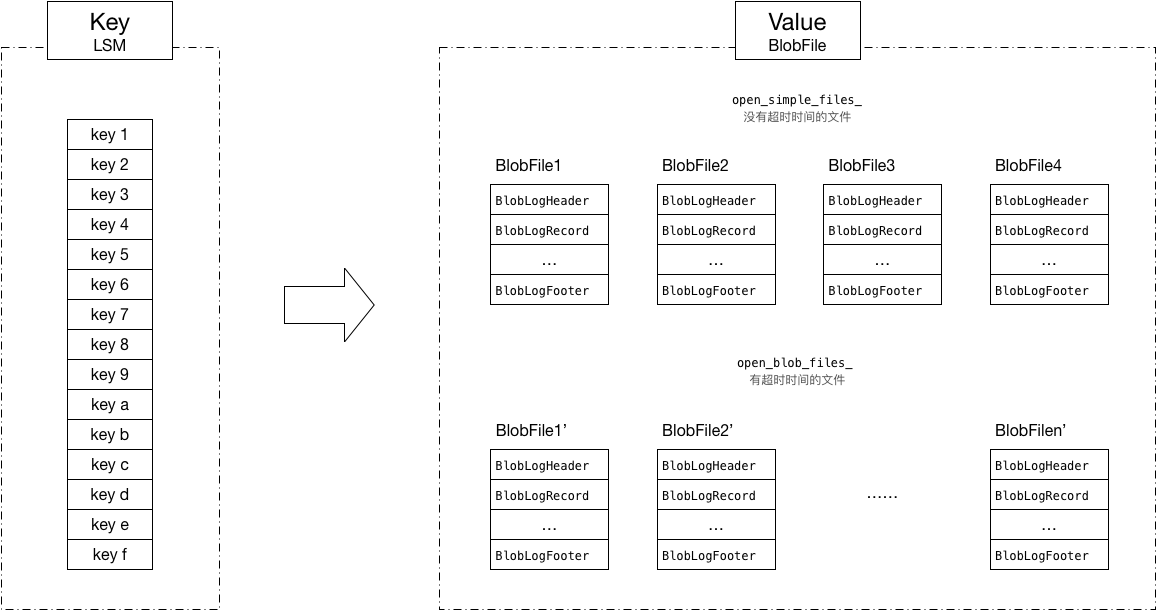 Key
LSM
key 1
key 2
key 3
key 4
key 5
key 6
key 7
key 8
key 9
key a
key b
key c
key d
key e
key f
Value
BlobFile
open_simple_files_
没有超时时间的文件
BlobFile1
BlobLogHeader
BlobLogRecord
...
BlobLogFooter
BlobFile2
BlobLogHeader
BlobLogRecord
...
BlobLogFooter
BlobFile3
BlobLogHeader
BlobLogRecord
...
BlobLogFooter
BlobFile4
BlobLogHeader
BlobLogRecord
...
BlobLogFooter
open_blob_files_
有超时时间的文件
BlobFile1’
BlobLogHeader
BlobLogRecord
...
BlobLogFooter
BlobFile2’
BlobLogHeader
BlobLogRecord
...
BlobLogFooter
......
BlobFilen’
BlobLogHeader
BlobLogRecord
...
BlobLogFooter